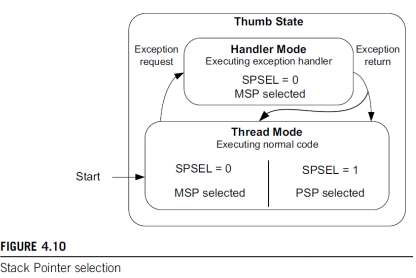 Thumb State
Exception
request
Handler Mode
Executing exception handler
SPSEL = 0
MSP selected
Exception
return
Thread Mode
Executing normal code
Start
SPSEL = 0
SPSEL = 1
MSP selected
PSP selected
FIGURE 4.10
Stack Pointer selection